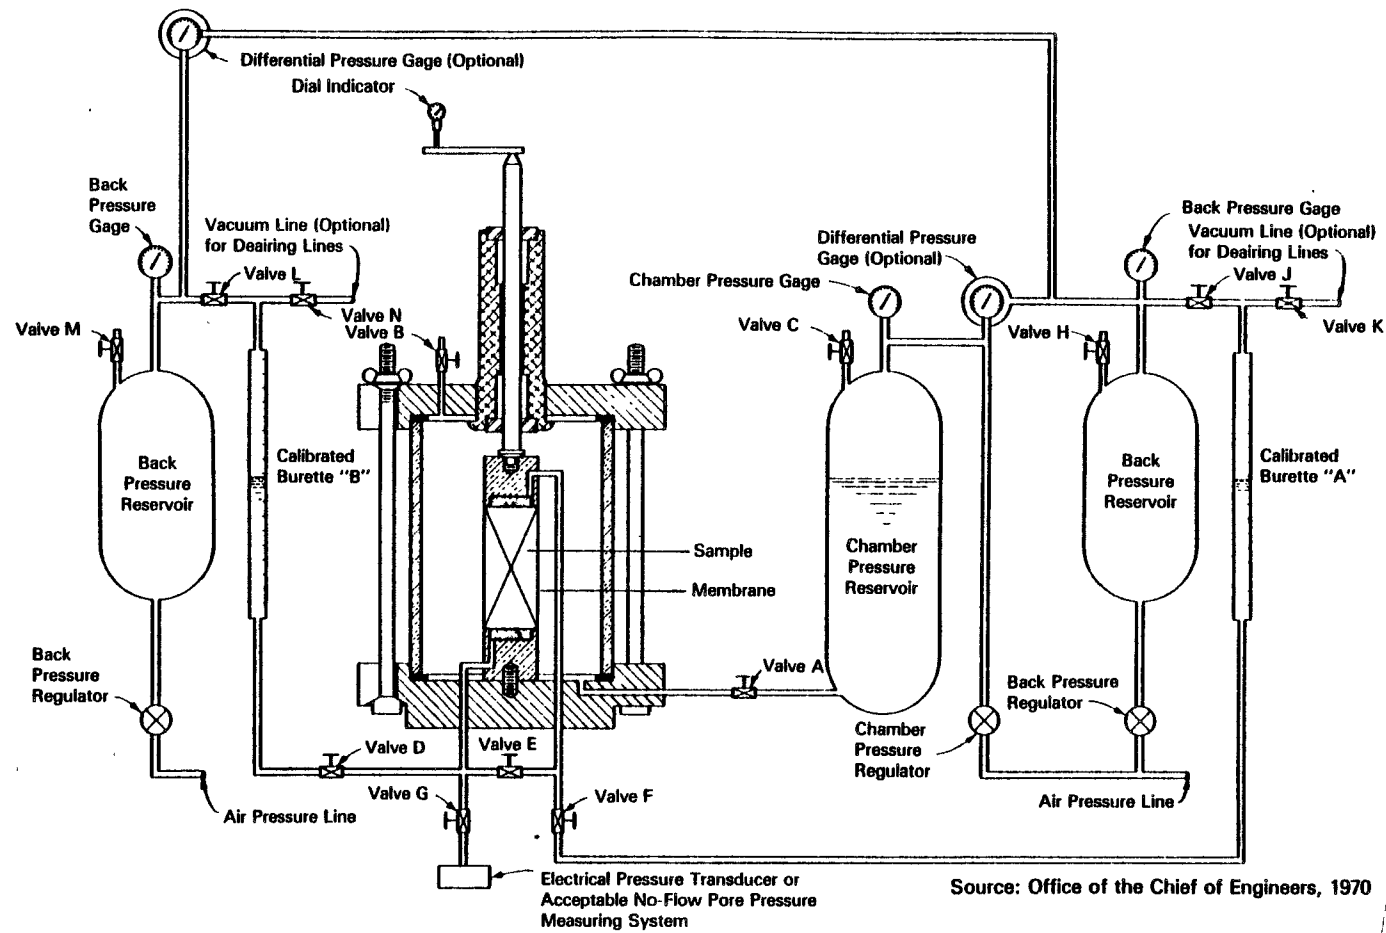 Differential Pressure Gage (Optional)
Dial Indicator
Back
Pressure
Gage
Vacuum Line (Optional)
for Deairing Lines
Valve L
Valve N
Valve B
Valve M
Back
Pressure
Reservoir
Calibrated
Burette "B"
Back
Pressure
Regulator
Air Pressure Line
Valve D
Valve E
Valve G
Valve F
Electrical Pressure Transducer or
Acceptable No-Flow Pore Pressure
Measuring System
Sample
Membrane
Valve A
Differential Pressure
Gage (Optional)
Chamber Pressure Gage
Valve C
Chamber
Pressure
Reservoir
Chamber
Pressure
Regulator
Back Pressure Gage
Vacuum Line (Optional)
for Deairing Lines
Valve J
Valve K
Valve H
Back
Pressure
Reservoir
Calibrated
Burette "A"
Back Pressure
Regulator
Air Pressure Line
Source: Office of the Chief of Engineers, 1970